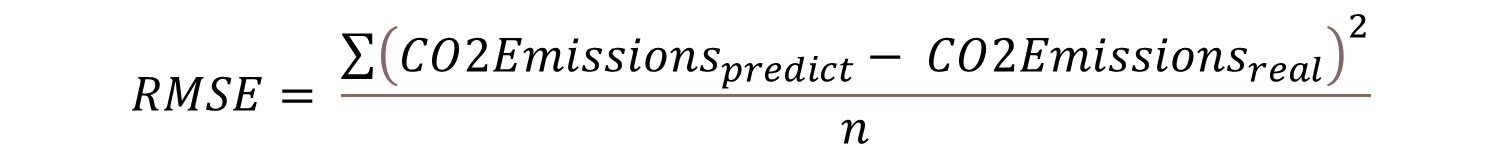 RMSE = ∑(CO2Emissions_predict − CO2Emissions_real)^2
n